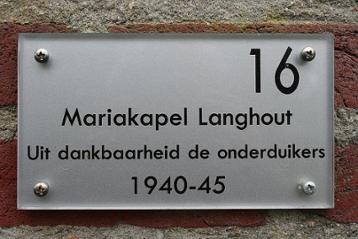 16
Mariakapel Langhout
Uit dankbaarheid de onderduikers
1940-45